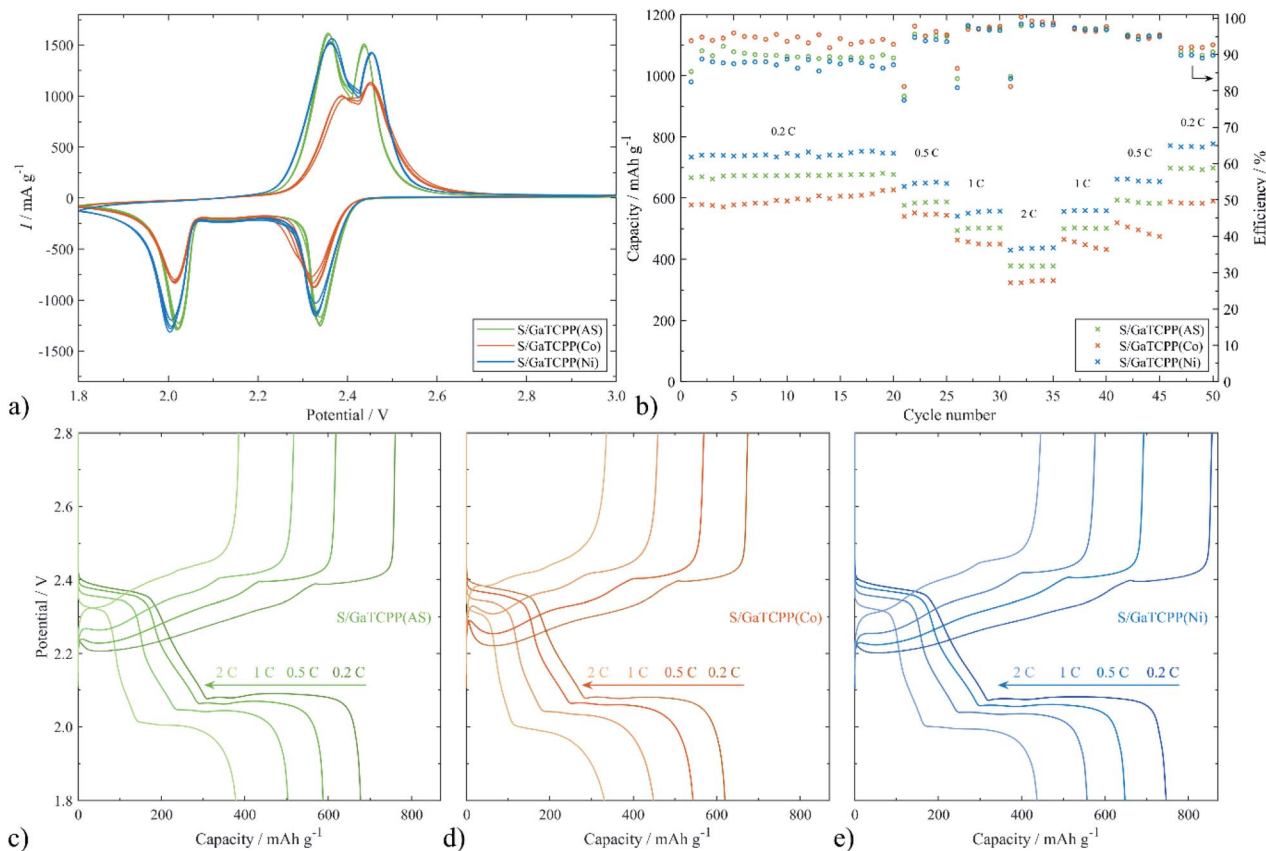 1500
1000
500
0
-500
-1000
-1500
I / mA g⁻¹
1.8 2.0 2.2 2.4 2.6 2.8 3.0
Potential / V
S/GaTCPP(AS)
S/GaTCPP(Co)
S/GaTCPP(Ni)
a)
1200
1000
800
600
400
200
0
Capacity / mAh g⁻¹
100
90
80
70
60
50
40
30
20
10
0
Efficiency / %
0.2 C
0.5 C
1 C
2 C
1 C
0.5 C
0.2 C
S/GaTCPP(AS)
S/GaTCPP(Co)
S/GaTCPP(Ni)
0 5 10 15 20 25 30 35 40 45 50
Cycle number
b)
2.8
2.6
2.4
2.2
2.0
1.8
Potential / V
S/GaTCPP(AS)
2 C 1 C 0.5 C 0.2 C
0 200 400 600 800
Capacity / mAh g⁻¹
c)
S/GaTCPP(Co)
2 C 1 C 0.5 C 0.2 C
0 200 400 600 800
Capacity / mAh g⁻¹
d)
S/GaTCPP(Ni)
2 C 1 C 0.5 C 0.2 C
0 200 400 600 800
Capacity / mAh g⁻¹
e)